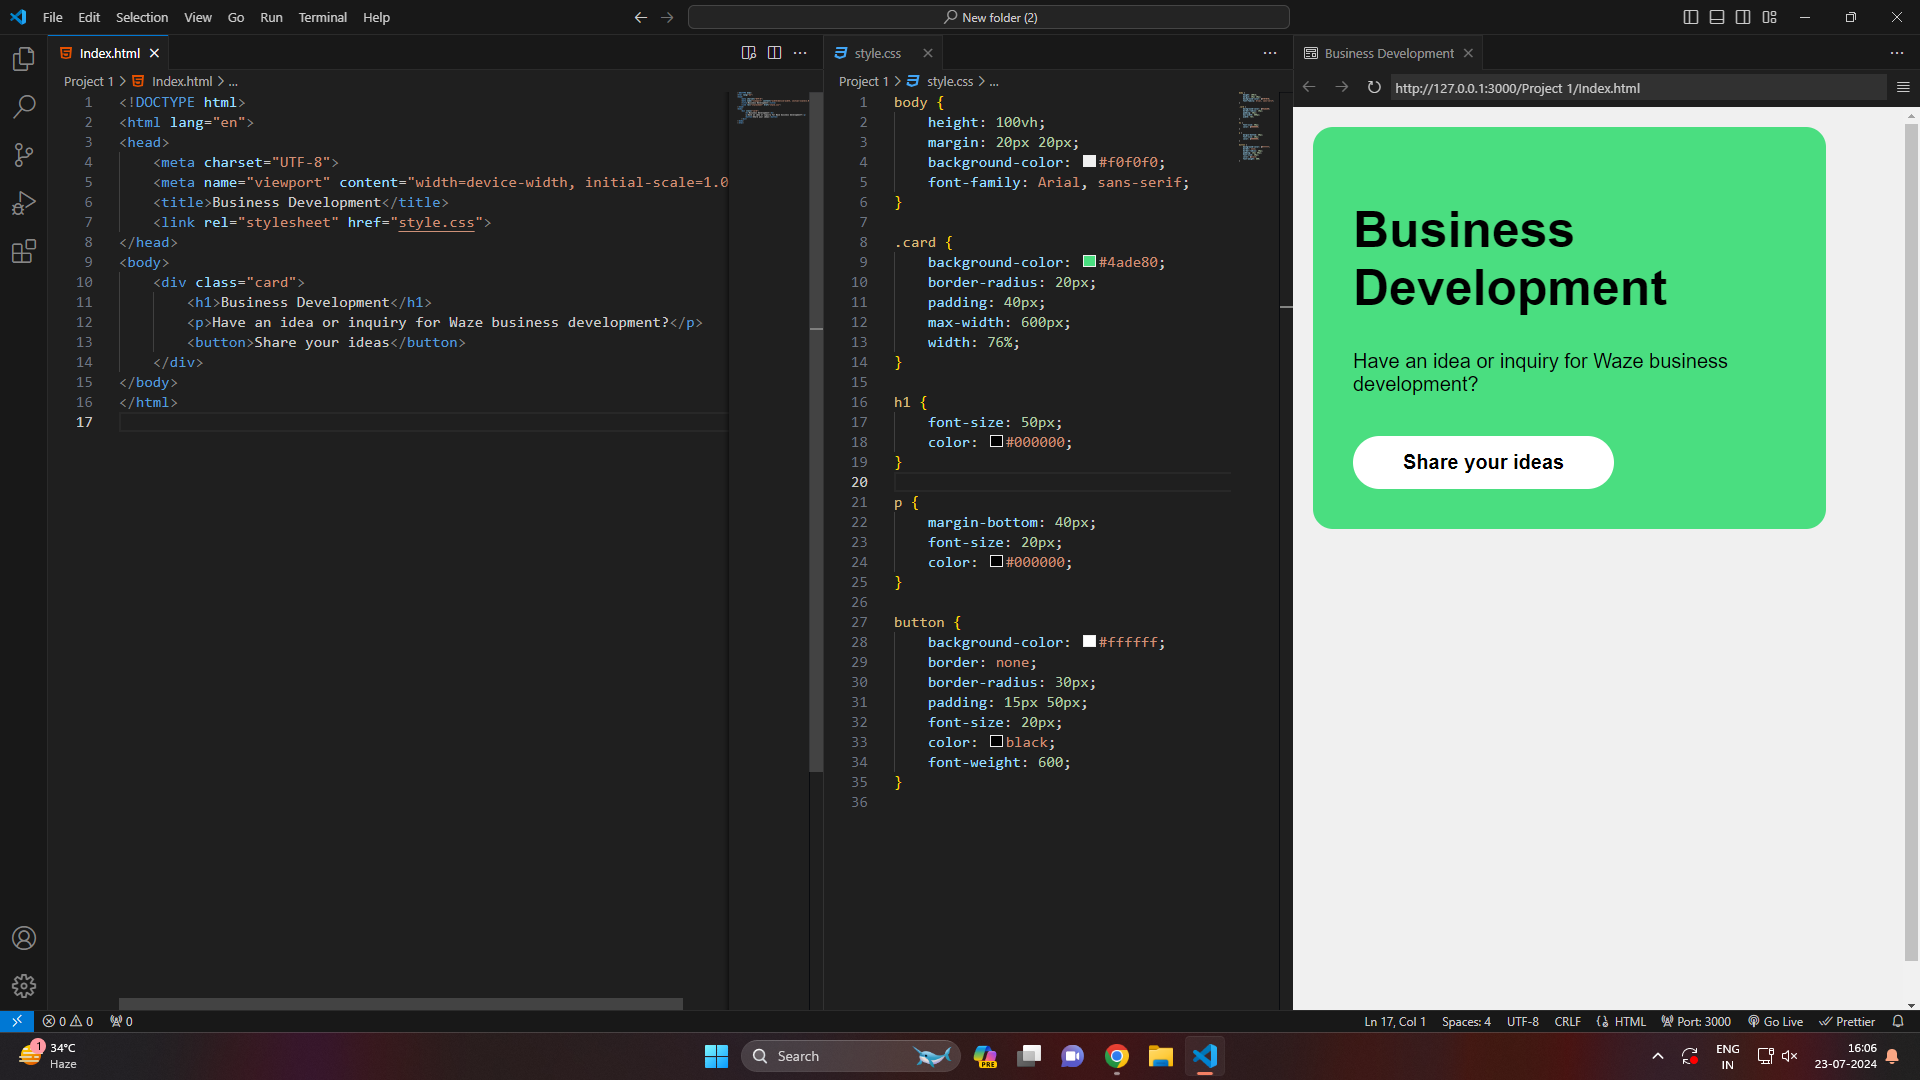 File Edit Selection View Go Run Terminal Help
New folder (2)
Index.html
Project 1 > Index.html > ...
1 <!DOCTYPE html>
2 <html lang="en">
3 <head>
4 <meta charset="UTF-8">
5 <meta name="viewport" content="width=device-width, initial-scale=1.0
6 <title>Business Development</title>
7 <link rel="stylesheet" href="style.css">
8 </head>
9 <body>
10 <div class="card">
11 <h1>Business Development</h1>
12 <p>Have an idea or inquiry for Waze business development?</p>
13 <button>Share your ideas</button>
14 </div>
15 </body>
16 </html>
17
style.css
Project 1 > style.css > ...
1 body {
2 height: 100vh;
3 margin: 20px 20px;
4 background-color: #f0f0f0;
5 font-family: Arial, sans-serif;
6 }
7
8 .card {
9 background-color: #4ade80;
10 border-radius: 20px;
11 padding: 40px;
12 max-width: 600px;
13 width: 76%;
14 }
15
16 h1 {
17 font-size: 50px;
18 color: #000000;
19 }
20
21 p {
22 margin-bottom: 40px;
23 font-size: 20px;
24 color: #000000;
25 }
26
27 button {
28 background-color: #ffffff;
29 border: none;
30 border-radius: 30px;
31 padding: 15px 50px;
32 font-size: 20px;
33 color: black;
34 font-weight: 600;
35 }
36
Business Development
http://127.0.0.1:3000/Project 1/Index.html
Business
Development
Have an idea or inquiry for Waze business
development?
Share your ideas
0 0 0
Ln 17, Col 1 Spaces: 4 UTF-8 CRLF HTML Port: 3000 Go Live Prettier
1
34°C
Haze
Search
PRE
ENG
IN
16:06
23-07-2024